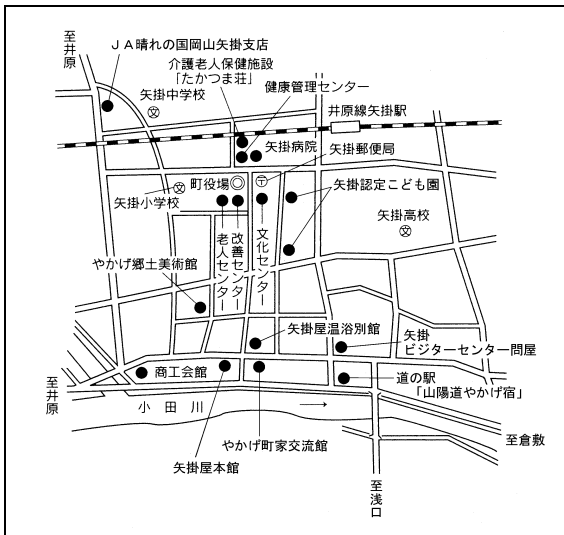 至井原
ＪＡ晴れの国岡山矢掛支店
介護老人保健施設
「たかつま荘」
健康管理センター
矢掛中学校
井原線矢掛駅
矢掛病院
矢掛郵便局
矢掛小学校
町役場
矢掛認定こども園
矢掛高校
老人センター
改善センター
文化センター
やかげ郷土美術館
矢掛屋温浴別館
矢掛
ビジターセンター問屋
至井原
商工会館
道の駅
「山陽道やかげ宿」
小田川
やかげ町家交流館
矢掛屋本館
至倉敷
至浅口